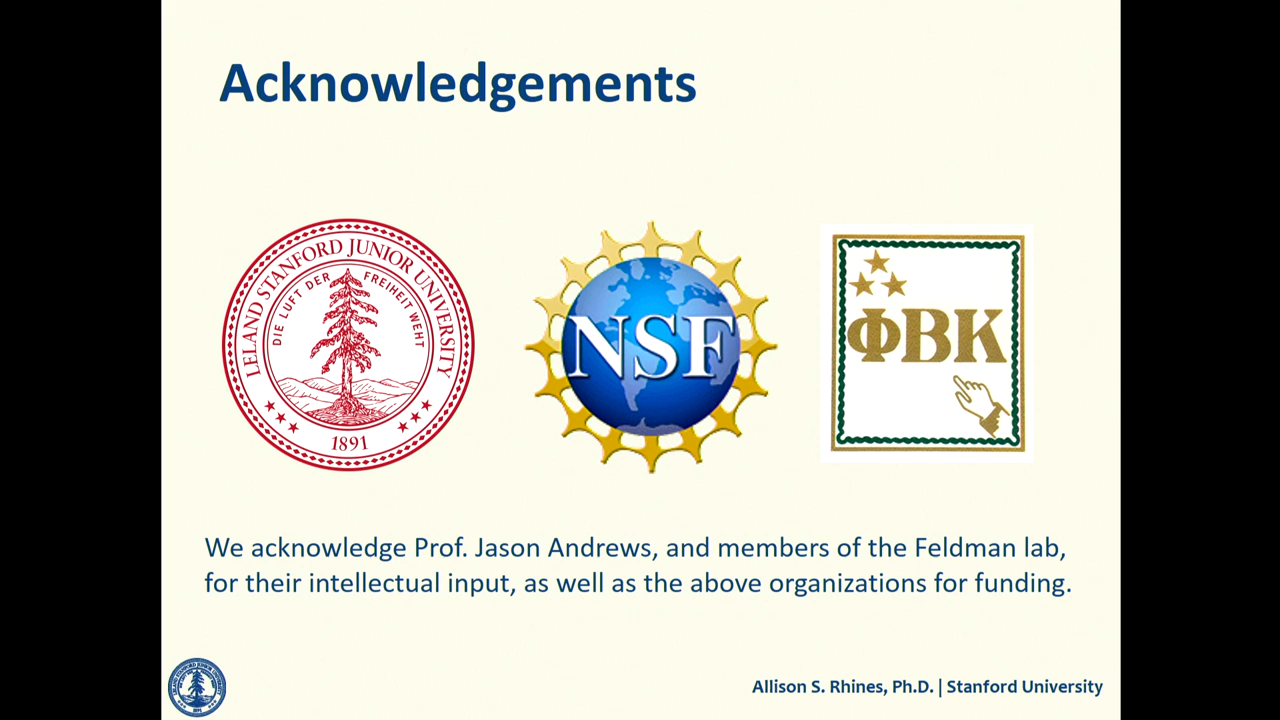 Acknowledgements
LELAND STANFORD JUNIOR UNIVERSITY
DIE LUFT DER FREIHEIT WEHT
1891
NSF
ΦΒΚ
We acknowledge Prof. Jason Andrews, and members of the Feldman lab,
for their intellectual input, as well as the above organizations for funding.
Allison S. Rhines, Ph.D. | Stanford University